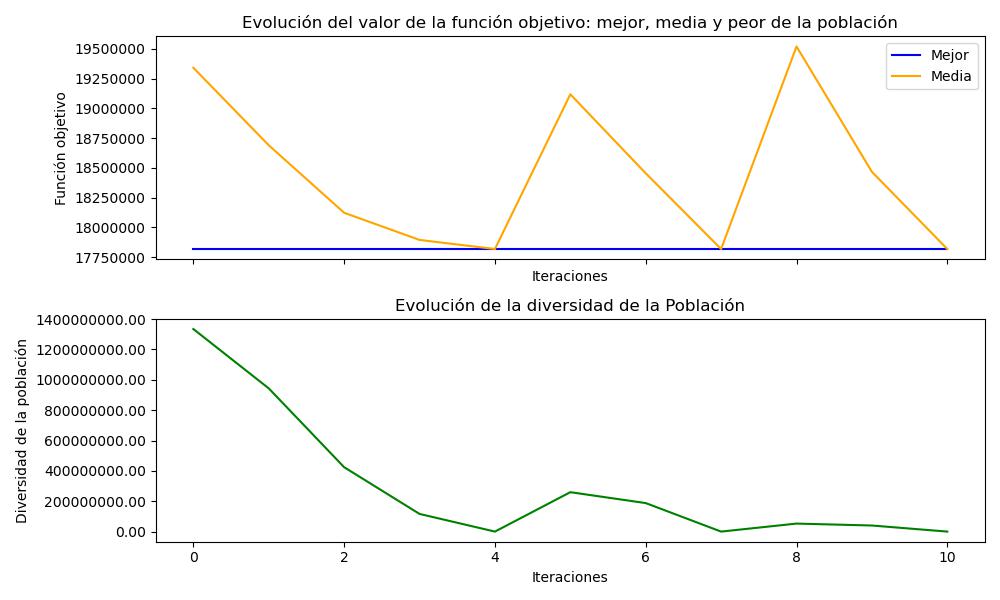 Evolución del valor de la función objetivo: mejor, media y peor de la población
Función objetivo
19500000
19250000
19000000
18750000
18500000
18250000
18000000
17750000
Mejor
Media
Iteraciones
Evolución de la diversidad de la Población
Diversidad de la población
1400000000.00
1200000000.00
1000000000.00
800000000.00
600000000.00
400000000.00
200000000.00
0.00
0 2 4 6 8 10
Iteraciones